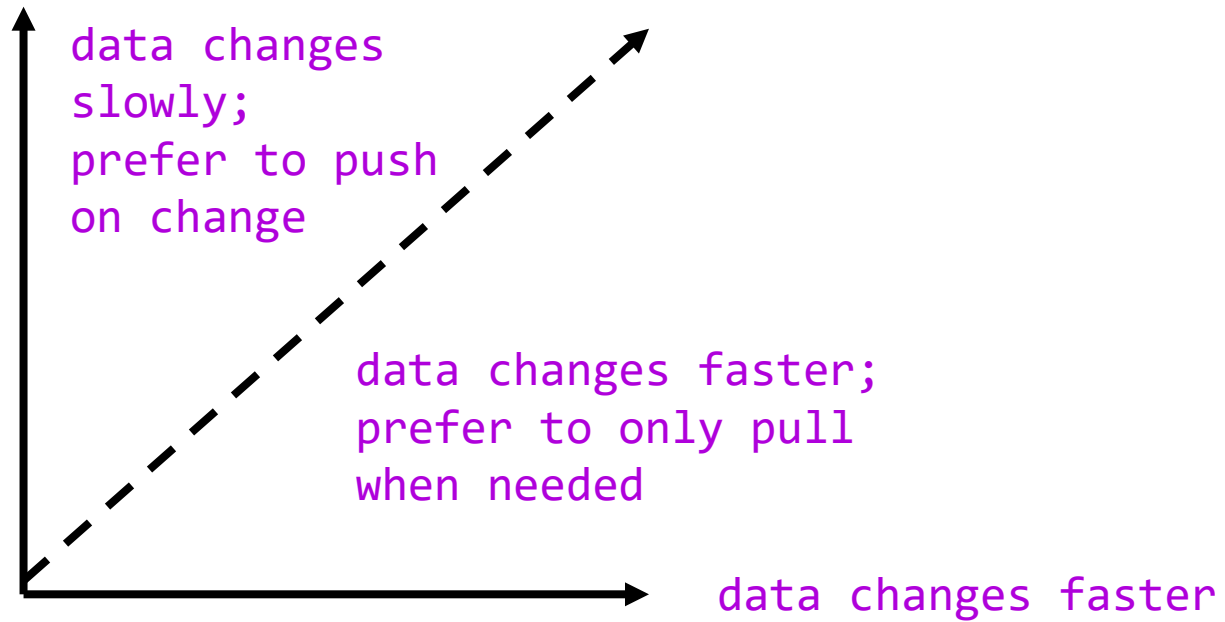 data changes
slowly;
prefer to push
on change
data changes faster;
prefer to only pull
when needed
data changes faster